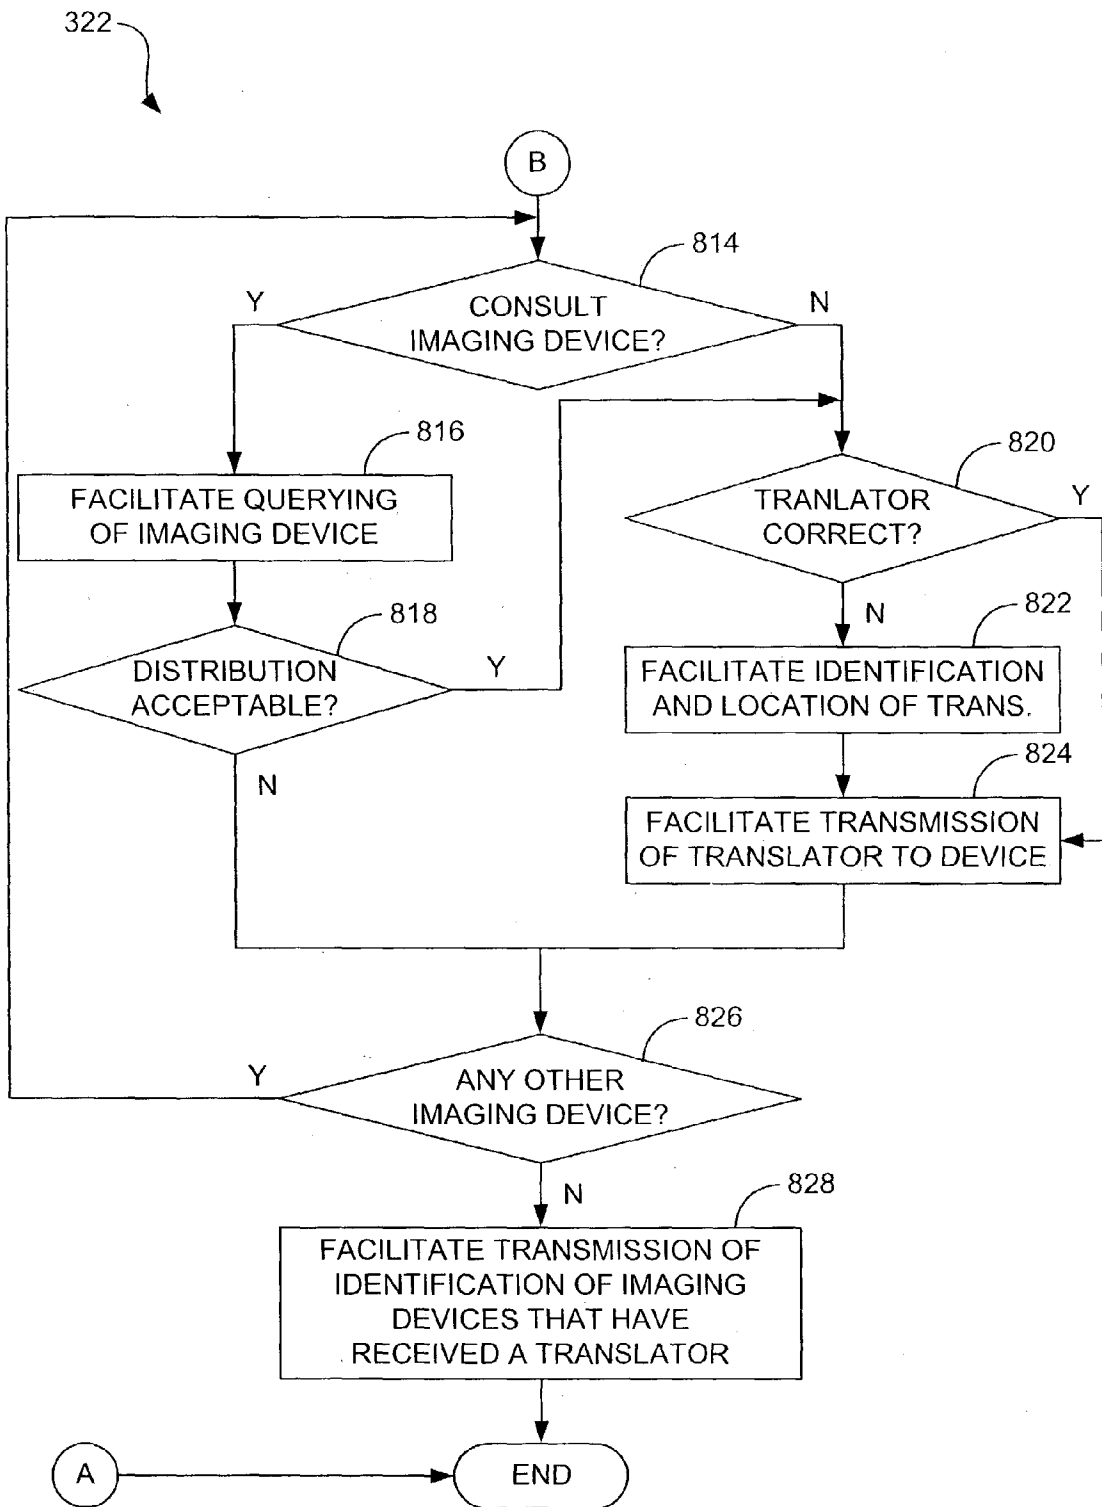 322
B
814
Y
N
CONSULT
IMAGING DEVICE?
816
FACILITATE QUERYING
OF IMAGING DEVICE
820
TRANLATOR
CORRECT?
Y
N
818
DISTRIBUTION
ACCEPTABLE?
Y
N
822
FACILITATE IDENTIFICATION
AND LOCATION OF TRANS.
824
FACILITATE TRANSMISSION
OF TRANSLATOR TO DEVICE
826
Y
ANY OTHER
IMAGING DEVICE?
N
828
FACILITATE TRANSMISSION OF
IDENTIFICATION OF IMAGING
DEVICES THAT HAVE
RECEIVED A TRANSLATOR
A
END